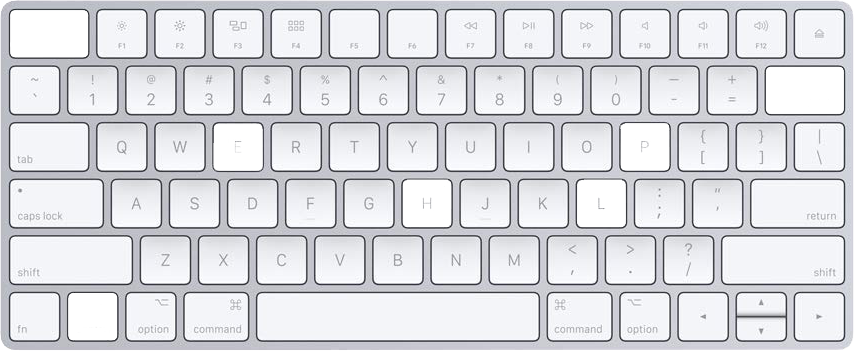 F1 F2 F3 F4 F5 F6 F7 F8 F9 F10 F11 F12
~ ! @ # $ % ^ & * ( ) — +
` 1 2 3 4 5 6 7 8 9 0 - =
tab Q W E R T Y U I O P { [ } ] | \
caps lock A S D F G H J K L : ; " ' return
shift Z X C V B N M < , > . ? / shift
fn option ⌥ command ⌘ ⌘ command ⌥ option ◄ ▲ ▼ ►